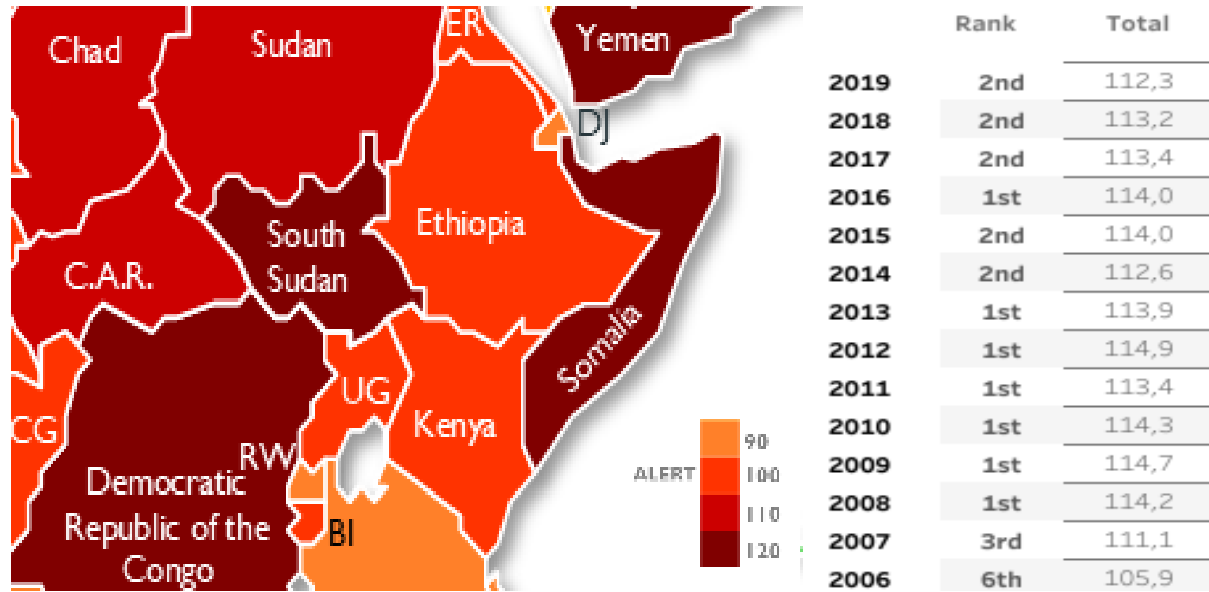 Chad
Sudan
ER
Yemen
DJ
Ethiopia
South
Sudan
C.A.R.
Somalia
UG
Kenya
CG
RW
Democratic
Republic of the
Congo
BI
ALERT
90
100
110
120
Rank Total
2019 2nd 112,3
2018 2nd 113,2
2017 2nd 113,4
2016 1st 114,0
2015 2nd 114,0
2014 2nd 112,6
2013 1st 113,9
2012 1st 114,9
2011 1st 113,4
2010 1st 114,3
2009 1st 114,7
2008 1st 114,2
2007 3rd 111,1
2006 6th 105,9